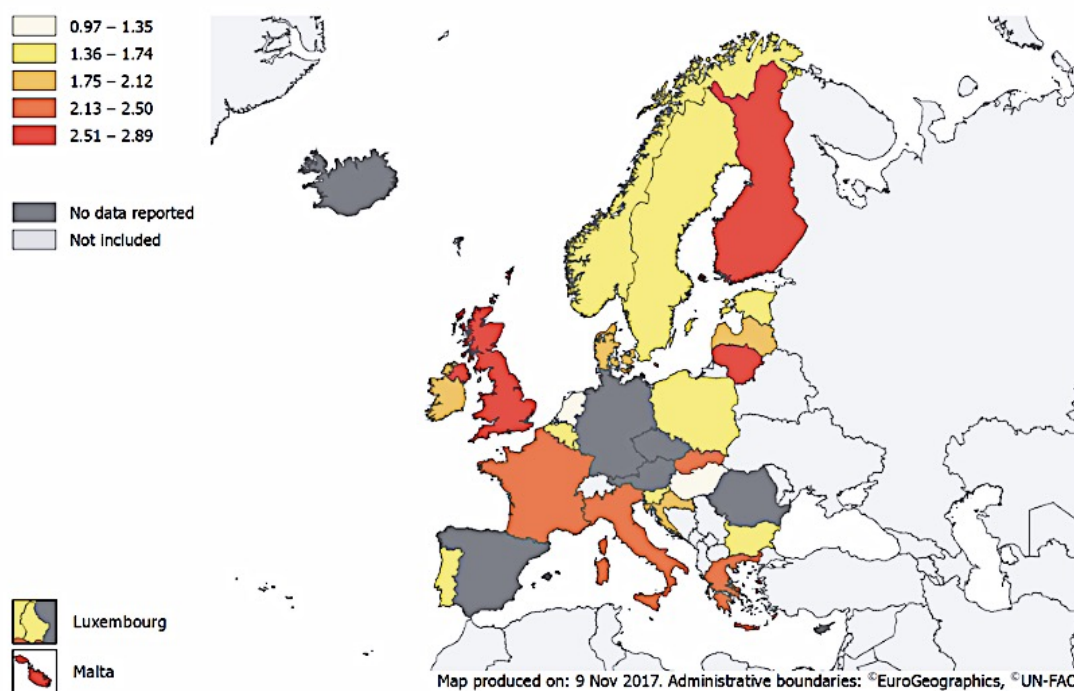 0.97 – 1.35
1.36 – 1.74
1.75 – 2.12
2.13 – 2.50
2.51 – 2.89
No data reported
Not included
Luxembourg
Malta
Map produced on: 9 Nov 2017. Administrative boundaries: ©EuroGeographics, ©UN-FAO